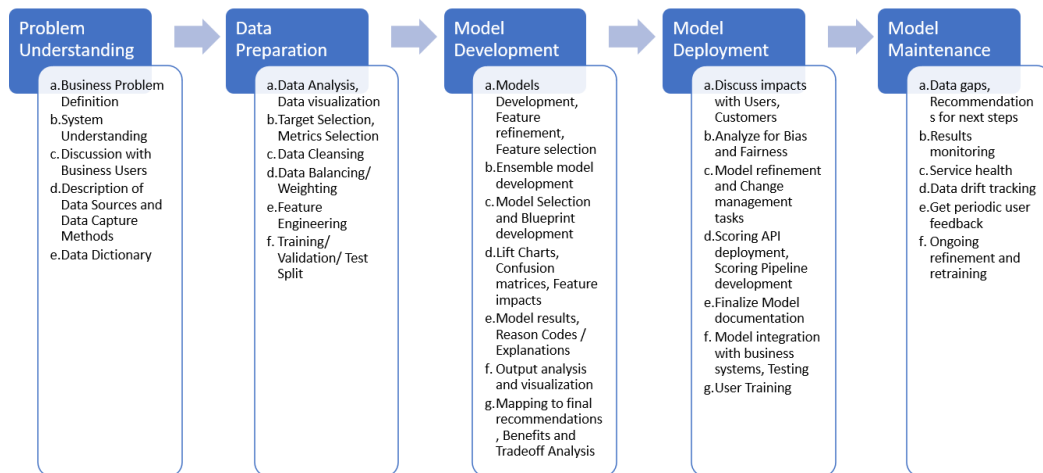 Problem
Understanding
a.Business Problem
Definition
b.System
Understanding
c. Discussion with
Business Users
d.Description of
Data Sources and
Data Capture
Methods
e.Data Dictionary
Data
Preparation
a.Data Analysis,
Data visualization
b.Target Selection,
Metrics Selection
c. Data Cleansing
d.Data Balancing/
Weighting
e.Feature
Engineering
f. Training/
Validation/ Test
Split
Model
Development
a.Models
Development,
Feature
refinement,
Feature selection
b.Ensemble model
development
c. Model Selection
and Blueprint
development
d.Lift Charts,
Confusion
matrices, Feature
impacts
e.Model results,
Reason Codes /
Explanations
f. Output analysis
and visualization
g.Mapping to final
recommendations
, Benefits and
Tradeoff Analysis
Model
Deployment
a.Discuss impacts
with Users,
Customers
b.Analyze for Bias
and Fairness
c. Model refinement
and Change
management
tasks
d.Scoring API
deployment,
Scoring Pipeline
development
e.Finalize Model
documentation
f. Model integration
with business
systems, Testing
g.User Training
Model
Maintenance
a.Data gaps,
Recommendation
s for next steps
b.Results
monitoring
c. Service health
d.Data drift tracking
e.Get periodic user
feedback
f. Ongoing
refinement and
retraining